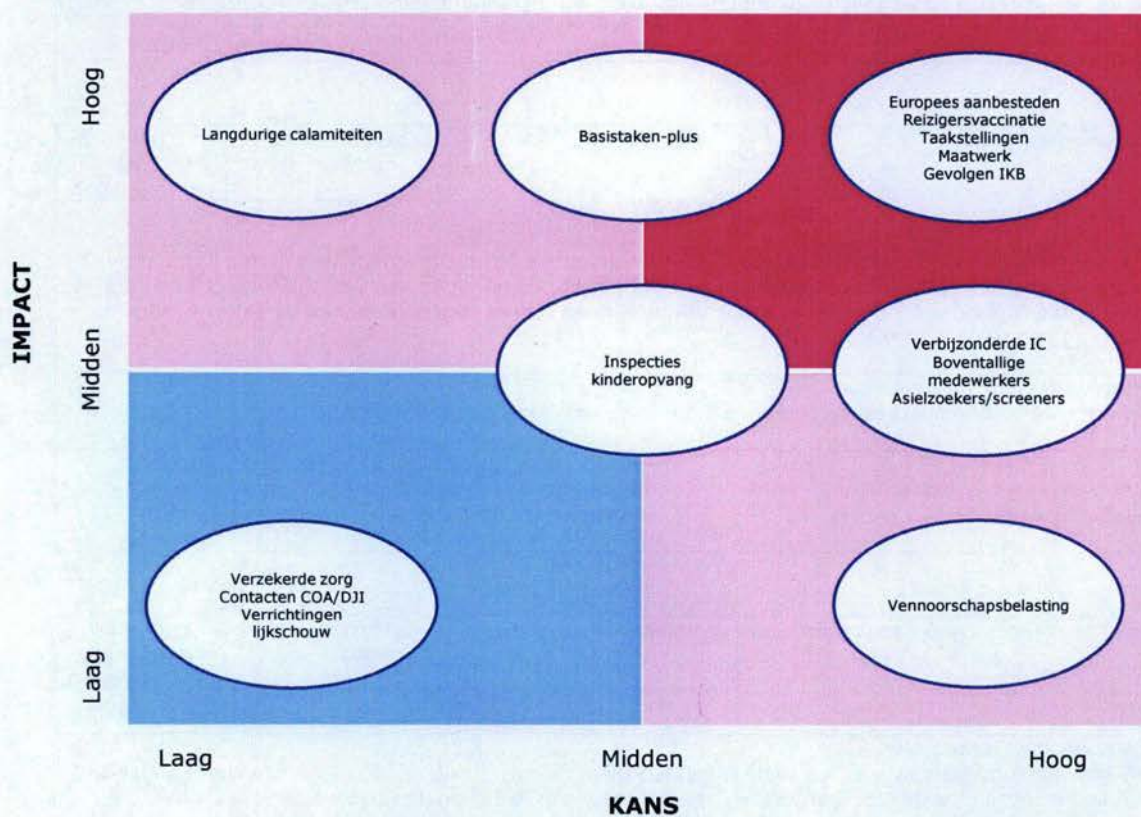 IMPACT
Hoog
Midden
Laag
Langdurige calamiteiten
Basistaken-plus
Europees aanbesteden
Reizigersvaccinatie
Taakstellingen
Maatwerk
Gevolgen IKB
Inspecties
kinderopvang
Verbijzonderde IC
Boventallige
medewerkers
Asielzoekers/screeners
Verzekerde zorg
Contacten COA/DJI
Verrichtingen
lijkschouw
Vennoorschapsbelasting
Laag
Midden
Hoog
KANS